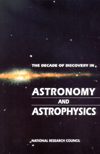 THE DECADE OF DISCOVERY IN
ASTRONOMY
AND
ASTROPHYSICS
NATIONAL RESEARCH COUNCIL